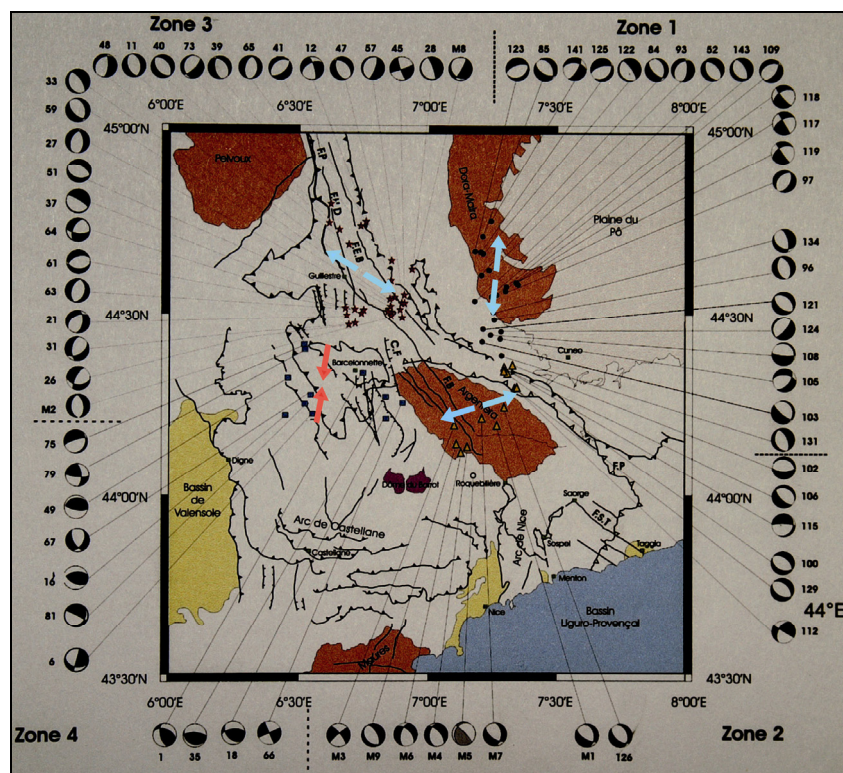 Zone 3
Zone 1
48 11 40 73 39 65 41 12 47 57 45 28 M8
123 85 141 125 122 84 93 52 143 109
33
59
27
51
37
64
61
63
21
31
26
M2
75
79
49
67
16
81
6
118
117
119
97
134
96
121
124
108
105
103
131
102
106
115
100
129
112
6°00'E 6°30'E 7°00'E 7°30'E 8°00'E
45°00'N 45°00'N
Pelvoux
F.P
Dora-Maira
Plaine du
Pô
F.H.D
F.E.B
Guillestre
44°30'N 44°30'N
Cuneo
C.F
Barcelonnette
Argentera
F.P
Digne
Roquebilière
44°00'N 44°00'N
Bassin
de
Valensole
Saorge
F.S.T
Arc de Castellane
Arc de Nice
Sospel
Taggia
Castellane
Menton
Nice
Bassin
Liguro-Provençal
44°E
Maures
43°30'N 43°30'N
6°00'E 6°30'E 7°00'E 7°30'E 8°00'E
Zone 4
Zone 2
1 35 18 66 M3 M9 M6 M4 M5 M7 M1 126